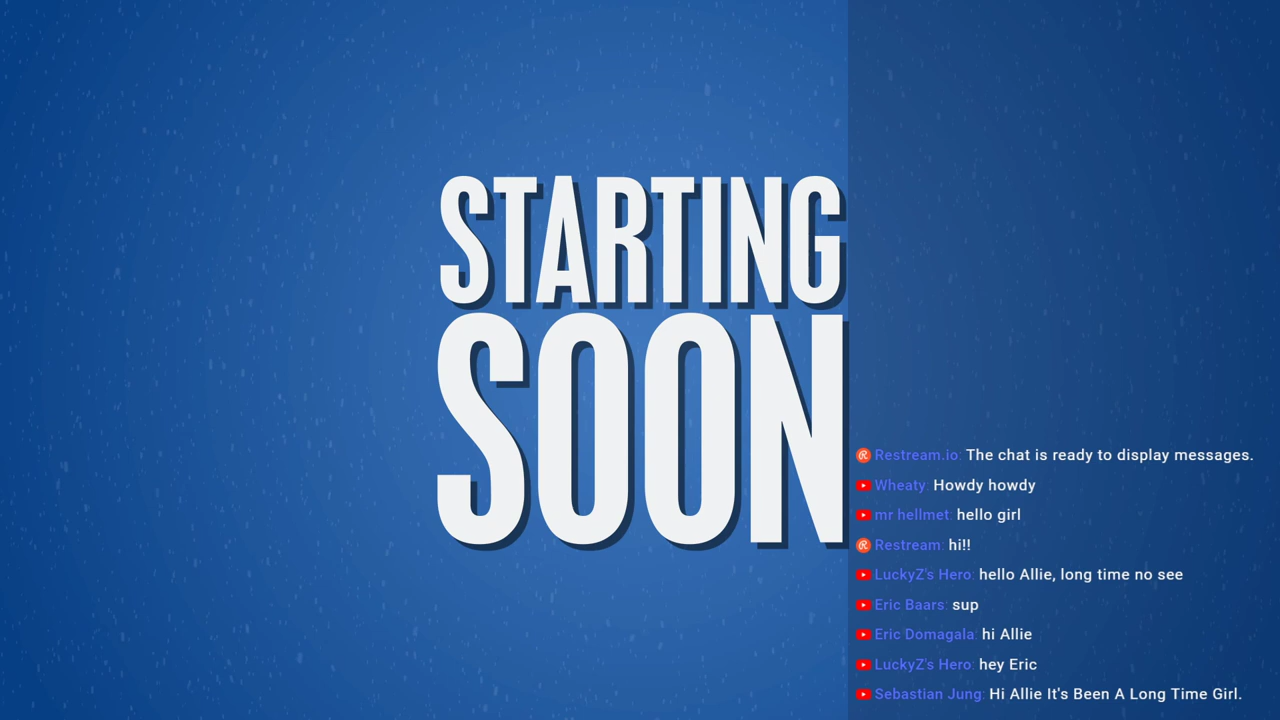 STARTING
SOON
Restream.io: The chat is ready to display messages.
Wheaty: Howdy howdy
mr hellmet: hello girl
Restream: hi!!
LuckyZ's Hero: hello Allie, long time no see
Eric Baars: sup
Eric Domagala: hi Allie
LuckyZ's Hero: hey Eric
Sebastian Jung: Hi Allie It's Been A Long Time Girl.